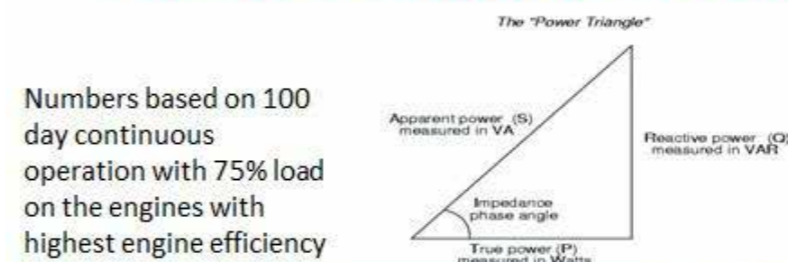 The "Power Triangle"
Numbers based on 100
day continuous
operation with 75% load
on the engines with
highest engine efficiency
Apparent power (S)
measured in VA
Reactive power (Q)
measured in VAR
Impedance
phase angle
True power (P)
measured in Watts